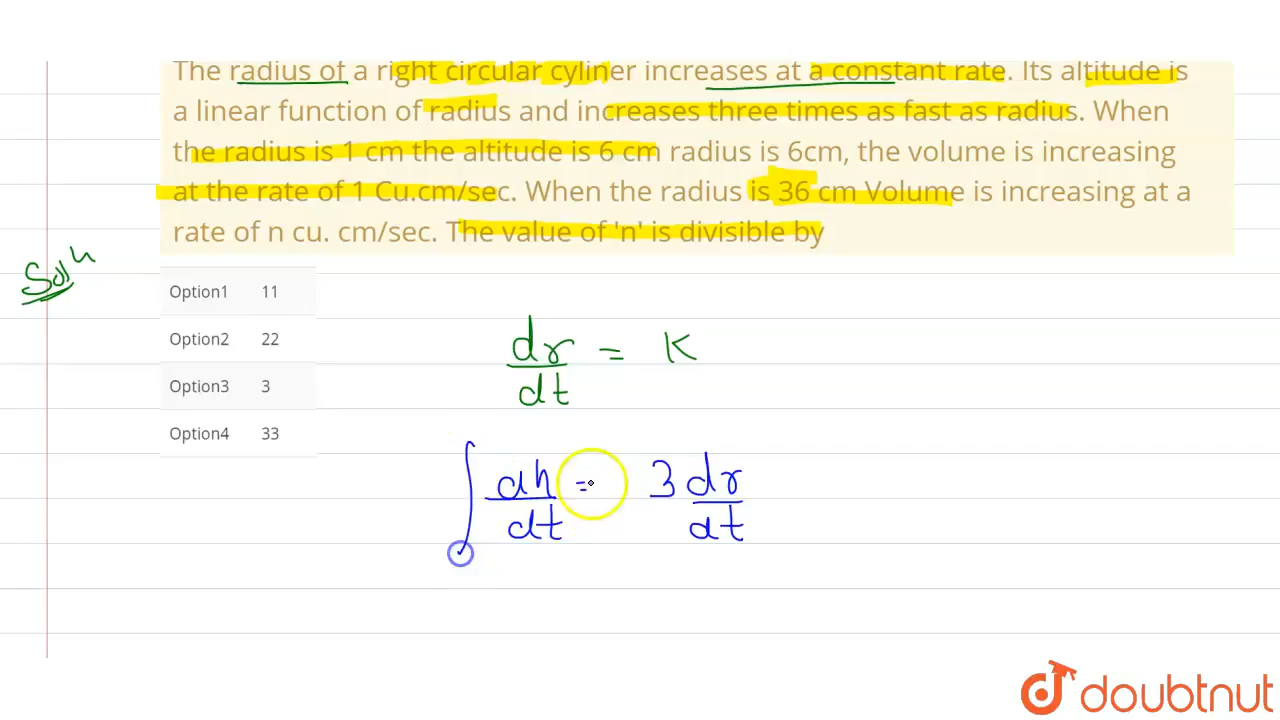 The radius of a right circular cyliner increases at a constant rate. Its altitude is
a linear function of radius and increases three times as fast as radius. When
the radius is 1 cm the altitude is 6 cm radius is 6cm, the volume is increasing
at the rate of 1 Cu.cm/sec. When the radius is 36 cm Volume is increasing at a
rate of n cu. cm/sec. The value of 'n' is divisible by
Solⁿ
Option1 11
Option2 22
Option3 3
Option4 33
dr/dt = K
∫ dh/dt = 3 dr/dt
doubtnut